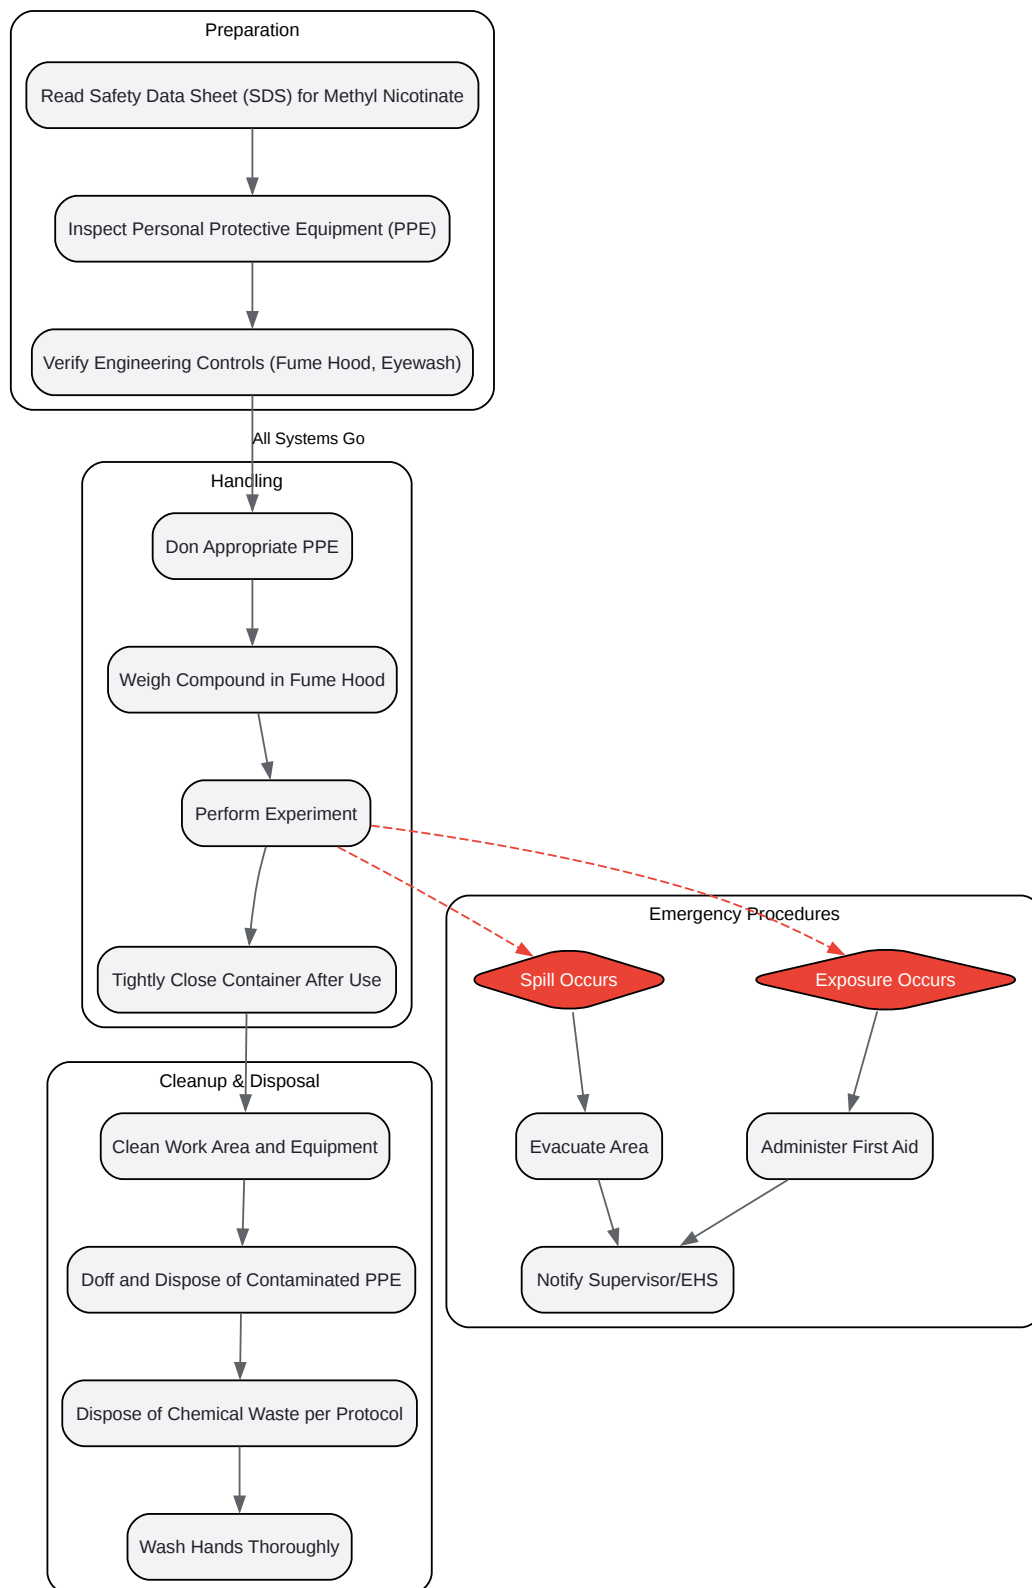 Preparation
Read Safety Data Sheet (SDS) for Methyl Nicotinate
Inspect Personal Protective Equipment (PPE)
Verify Engineering Controls (Fume Hood, Eyewash)
All Systems Go
Handling
Don Appropriate PPE
Weigh Compound in Fume Hood
Perform Experiment
Tightly Close Container After Use
Emergency Procedures
Spill Occurs
Exposure Occurs
Evacuate Area
Administer First Aid
Notify Supervisor/EHS
Cleanup & Disposal
Clean Work Area and Equipment
Doff and Dispose of Contaminated PPE
Dispose of Chemical Waste per Protocol
Wash Hands Thoroughly